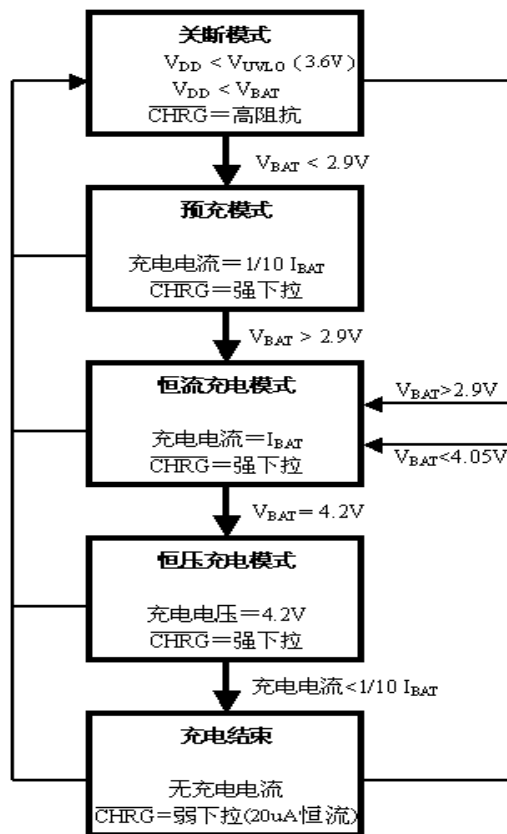 关断模式
VDD < VUVLO (3.6V)
VDD < VBAT
CHRG=高阻抗
VBAT < 2.9V
预充模式
充电电流=1/10 IBAT
CHRG=强下拉
VBAT > 2.9V
恒流充电模式
VBAT>2.9V
充电电流=IBAT
CHRG=强下拉
VBAT<4.05V
VBAT= 4.2V
恒压充电模式
充电电压=4.2V
CHRG=强下拉
充电电流<1/10 IBAT
充电结束
无充电电流
CHRG=弱下拉(20uA恒流)